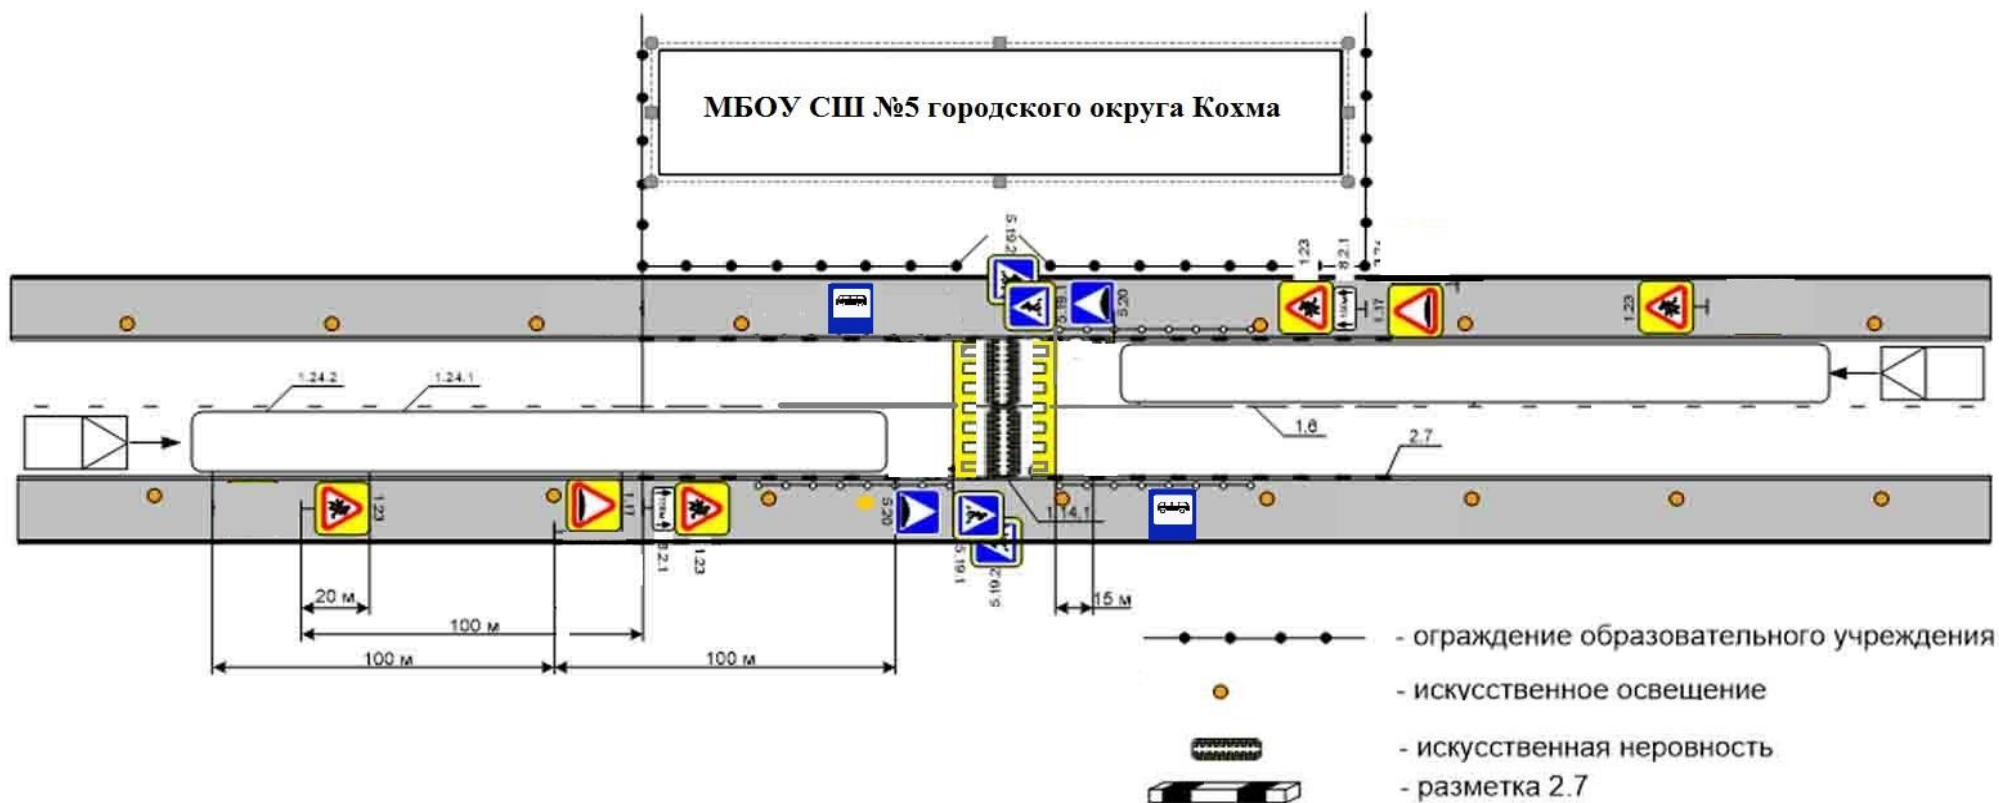 МБОУ СШ №5 городского округа Кохма
5.19.2
5.19.1
5.20
1.23
8.2.1
1.17
1.23
1.24.2
1.24.1
1.6
2.7
1.23
1.17
8.2.1
1.23
5.20
5.19.1
5.19.2
1.14.1
20 м
100 м
100 м
100 м
15 м
- ограждение образовательного учреждения
- искусственное освещение
- искусственная неровность
- разметка 2.7